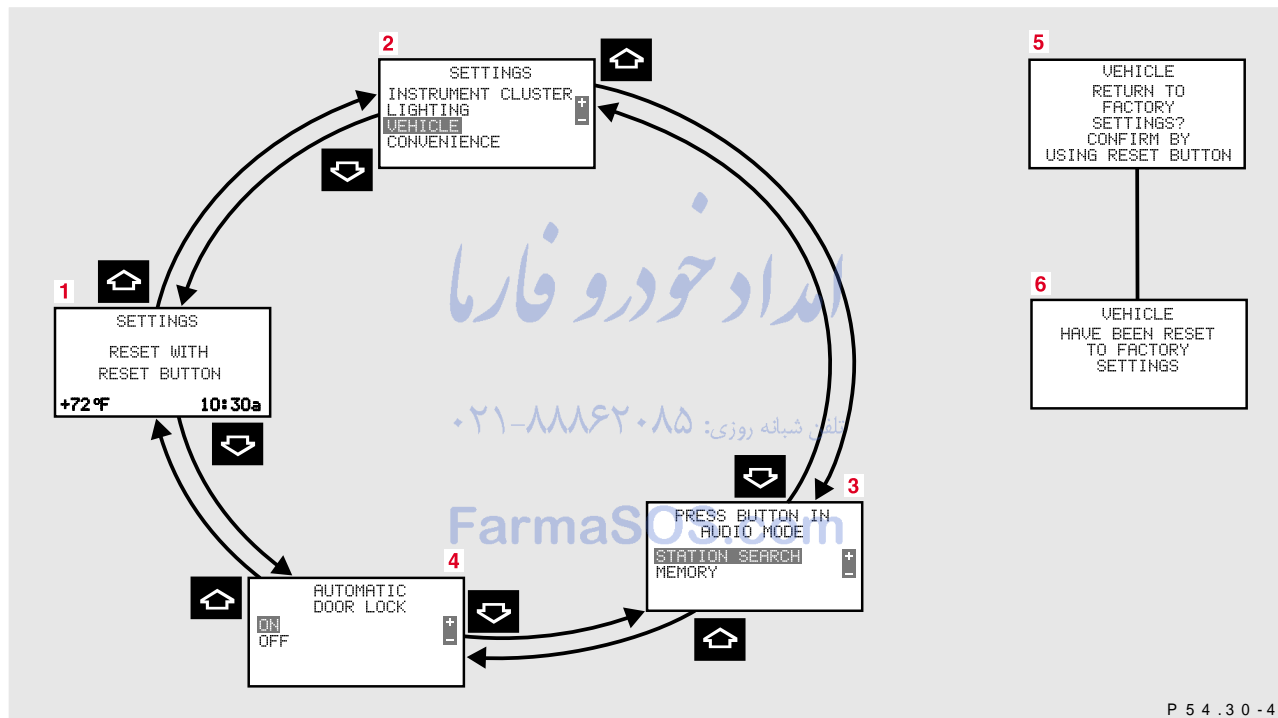 2
SETTINGS
INSTRUMENT CLUSTER
LIGHTING
VEHICLE
CONVENIENCE
+
–
5
VEHICLE
RETURN TO
FACTORY
SETTINGS?
CONFIRM BY
USING RESET BUTTON
1
SETTINGS
RESET WITH
RESET BUTTON
+72°F 10:30a
6
VEHICLE
HAVE BEEN RESET
TO FACTORY
SETTINGS
امداد خودرو فارما
تلفن شبانه روزی: ۰۲۱-۸۸۸۶۲۰۸۵
FarmaSOS.com
3
PRESS BUTTON IN
AUDIO MODE
STATION SEARCH
MEMORY
+
–
4
AUTOMATIC
DOOR LOCK
ON
OFF
+
–
P54.30-4